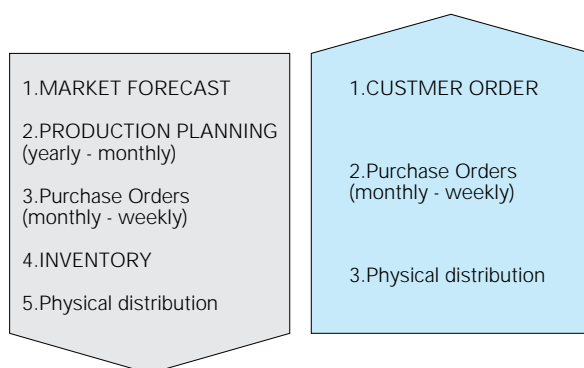 1.MARKET FORECAST
2.PRODUCTION PLANNING
(yearly - monthly)
3.Purchase Orders
(monthly - weekly)
4.INVENTORY
5.Physical distribution
1.CUSTMER ORDER
2.Purchase Orders
(monthly - weekly)
3.Physical distribution